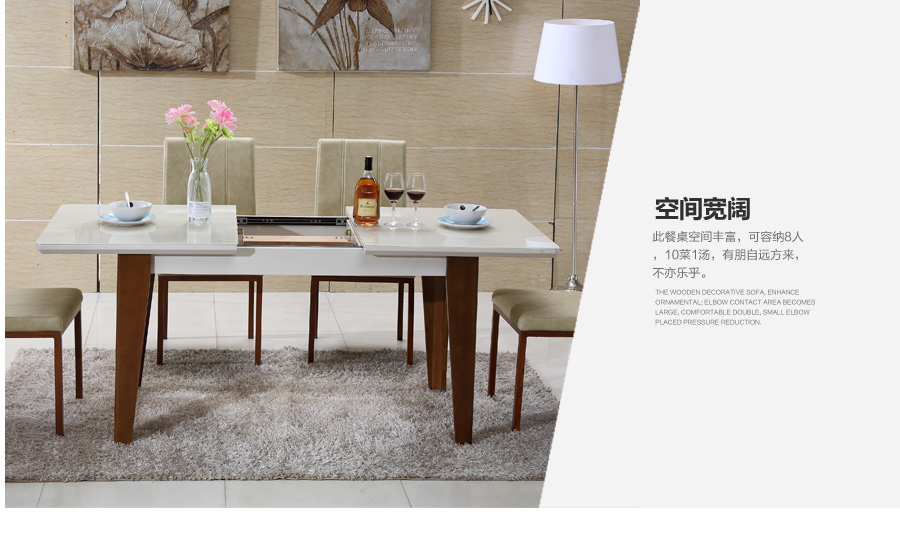 空间宽阔
此餐桌空间丰富，可容纳8人
，10菜1汤，有朋自远方来，
不亦乐乎。
THE WOODEN DECORATIVE SOFA, ENHANCE
ORNAMENTAL; ELBOW CONTACT AREA BECOMES
LARGE, COMFORTABLE DOUBLE, SMALL ELBOW
PLACED PRESSURE REDUCTION.